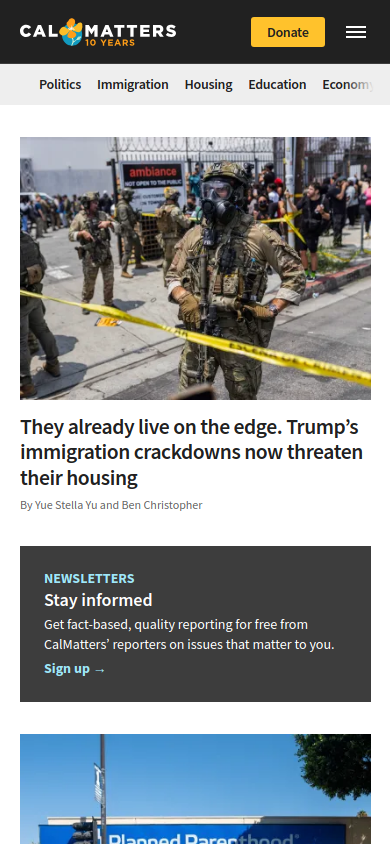 CALMATTERS
10 YEARS
Donate
Politics Immigration Housing Education Economy
ambiance
NOT OPEN TO THE PUBLIC
They already live on the edge. Trump’s
immigration crackdowns now threaten
their housing
By Yue Stella Yu and Ben Christopher
NEWSLETTERS
Stay informed
Get fact-based, quality reporting for free from
CalMatters’ reporters on issues that matter to you.
Sign up →
Planned Parenthood®